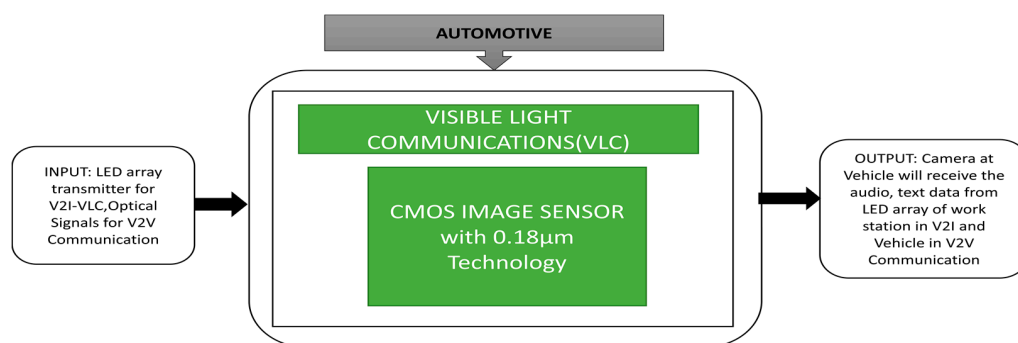 AUTOMOTIVE
VISIBLE LIGHT
COMMUNICATIONS(VLC)
INPUT: LED array
transmitter for
V2I-VLC,Optical
Signals for V2V
Communication
CMOS IMAGE SENSOR
with 0.18µm
Technology
OUTPUT: Camera at
Vehicle will receive the
audio, text data from
LED array of work
station in V2I and
Vehicle in V2V
Communication